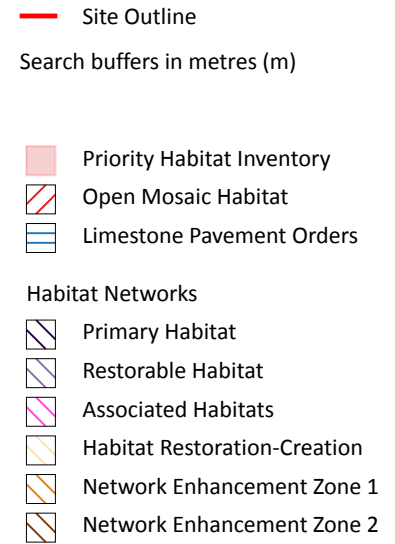 Site Outline
Search buffers in metres (m)
Priority Habitat Inventory
Open Mosaic Habitat
Limestone Pavement Orders
Habitat Networks
Primary Habitat
Restorable Habitat
Associated Habitats
Habitat Restoration-Creation
Network Enhancement Zone 1
Network Enhancement Zone 2